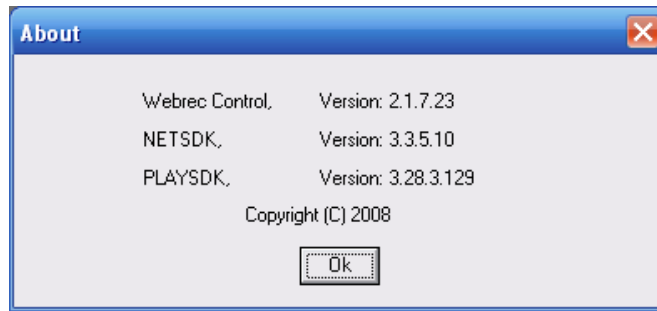 About
Webrec Control, Version: 2.1.7.23
NETSDK, Version: 3.3.5.10
PLAYSDK, Version: 3.28.3.129
Copyright (C) 2008
Ok